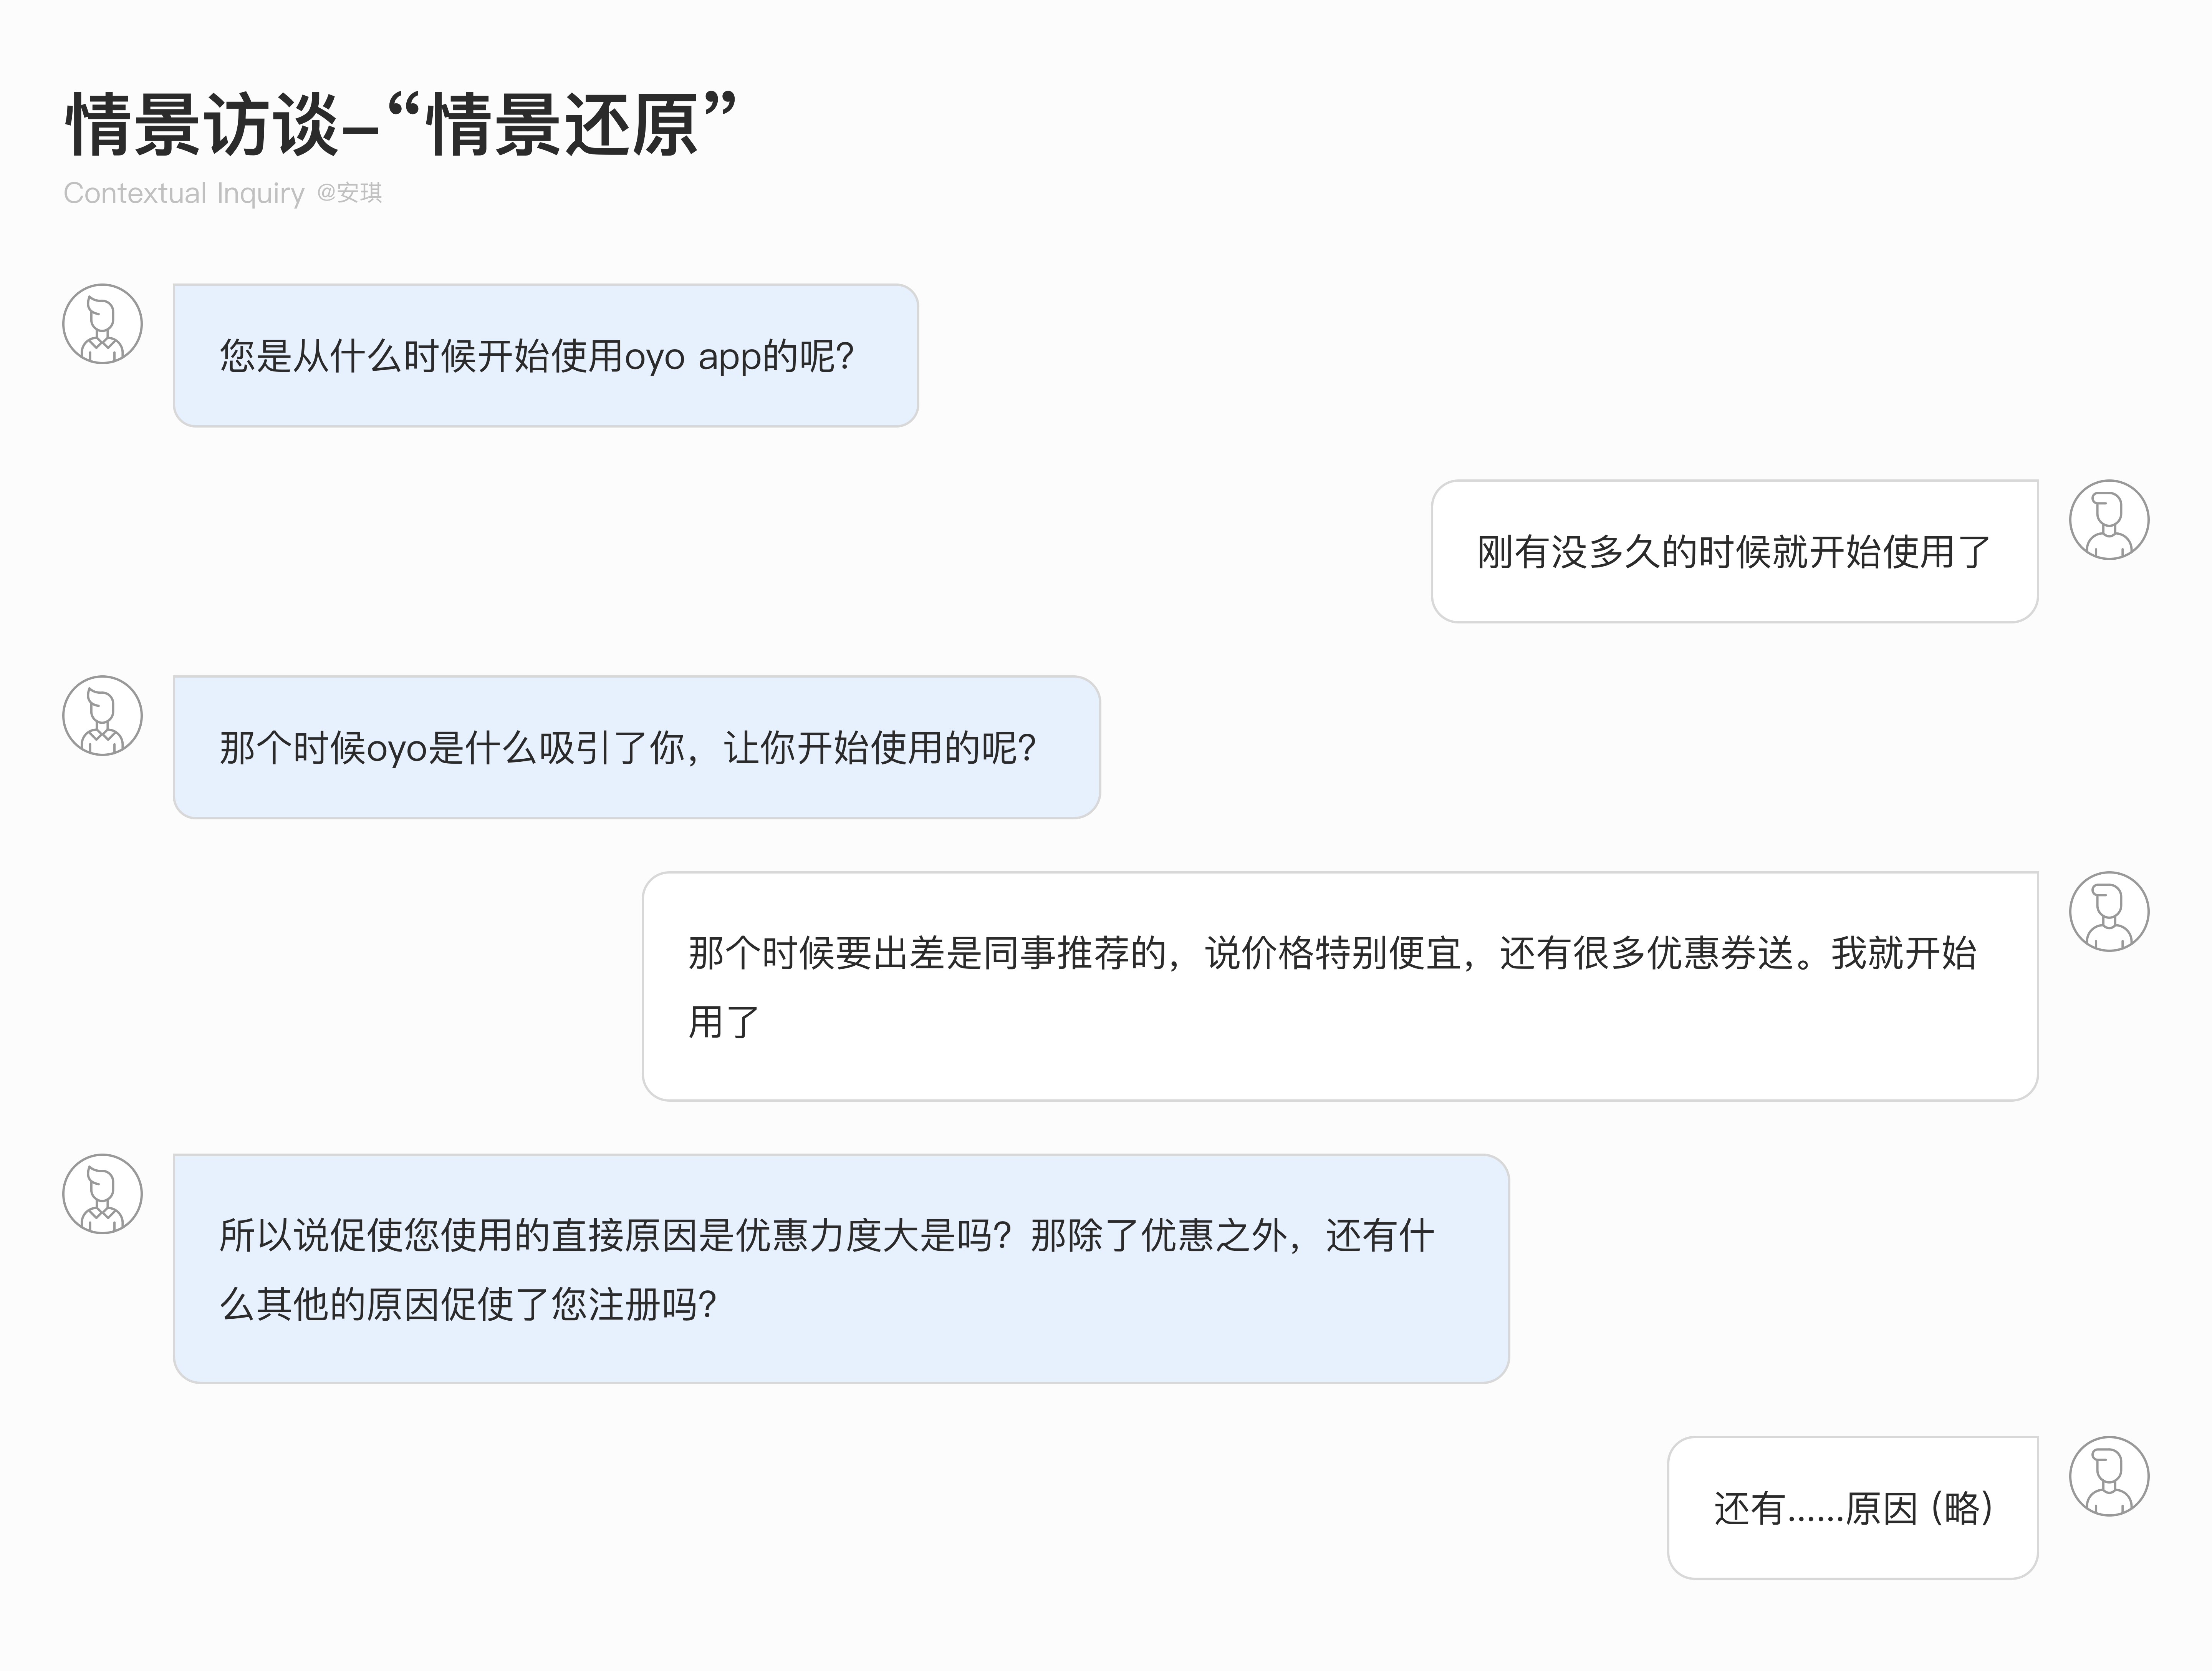 情景访谈–“情景还原”
Contextual Inquiry @安琪
您是从什么时候开始使用oyo app的呢？
刚有没多久的时候就开始使用了
那个时候oyo是什么吸引了你，让你开始使用的呢？
那个时候要出差是同事推荐的，说价格特别便宜，还有很多优惠券送。我就开始
用了
所以说促使您使用的直接原因是优惠力度大是吗？那除了优惠之外，还有什
么其他的原因促使了您注册吗？
还有……原因（略）